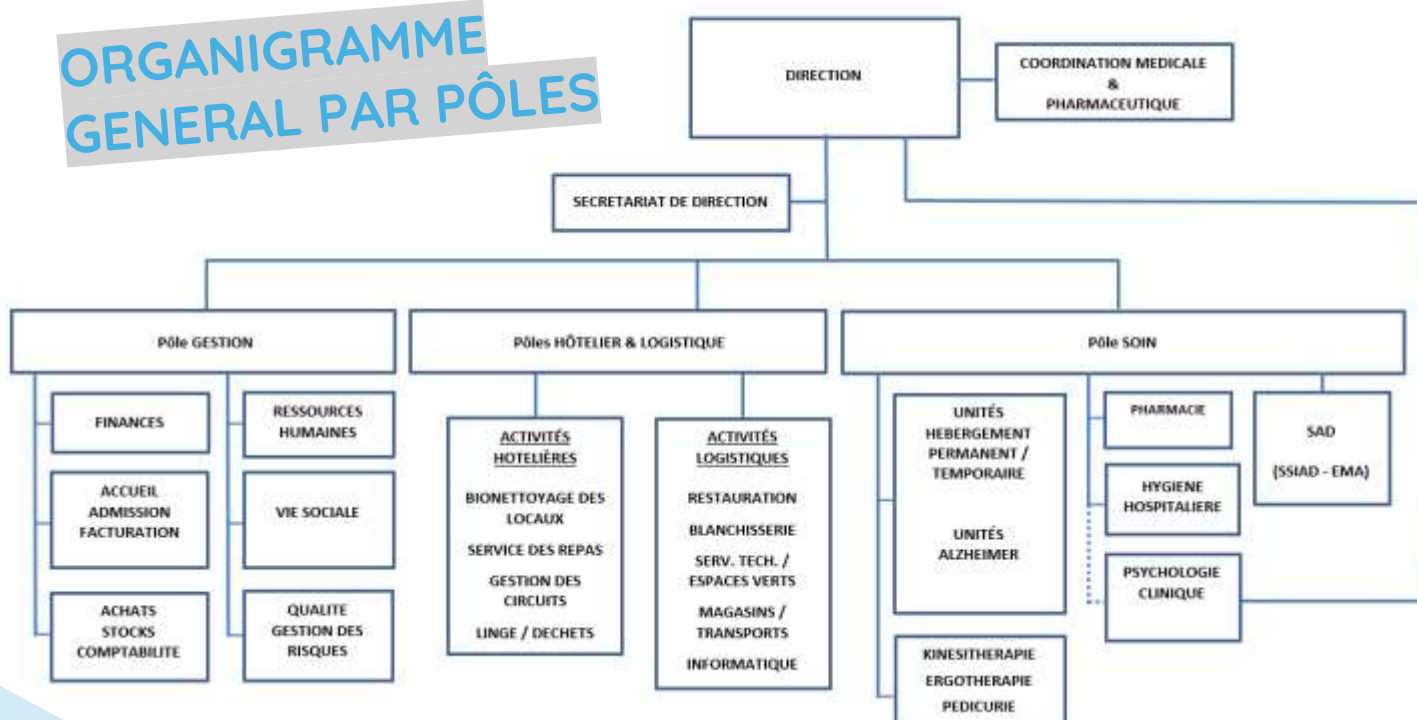 ORGANIGRAMME
GENERAL PAR PÔLES
DIRECTION
COORDINATION MEDICALE
&
PHARMACEUTIQUE
SECRETARIAT DE DIRECTION
Pôle GESTION
FINANCES
ACCUEIL
ADMISSION
FACTURATION
ACHATS
STOCKS
COMPTABILITE
RESSOURCES
HUMAINES
VIE SOCIALE
QUALITE
GESTION DES
RISQUES
Pôles HÔTELIER & LOGISTIQUE
ACTIVITÉS
HOTELIÈRES
BIONETTOYAGE DES
LOCAUX
SERVICE DES REPAS
GESTION DES
CIRCUITS
LINGE / DECHETS
ACTIVITÉS
LOGISTIQUES
RESTAURATION
BLANCHISSERIE
SERV. TECH. /
ESPACES VERTS
MAGASINS /
TRANSPORTS
INFORMATIQUE
Pôle SOIN
UNITÉS
HEBERGEMENT
PERMANENT /
TEMPORAIRE
UNITÉS
ALZHEIMER
KINESITHERAPIE
ERGOTHERAPIE
PEDICURIE
PHARMACIE
HYGIENE
HOSPITALIERE
PSYCHOLOGIE
CLINIQUE
SAD
(SSIAD - EMA)